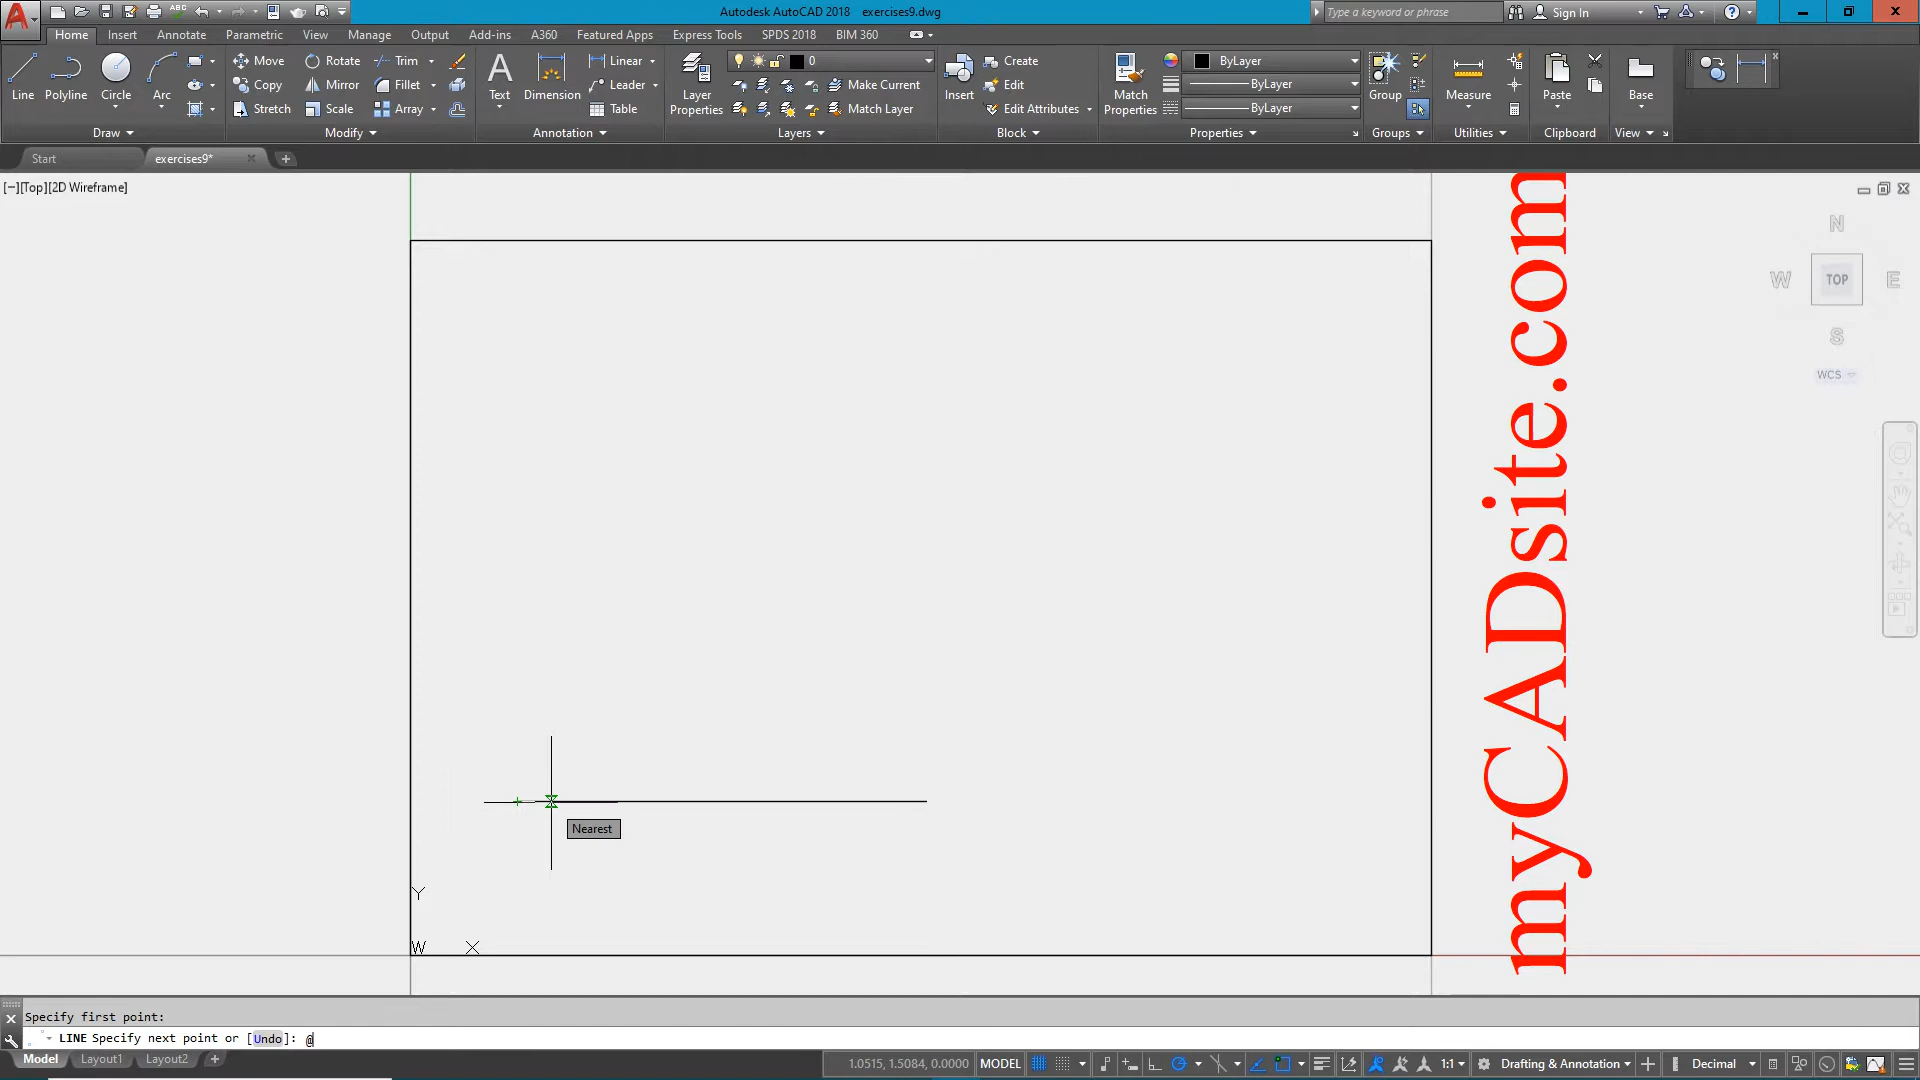 Autodesk AutoCAD 2018 exercises9.dwg
Type a keyword or phrase
Sign In
Home Insert Annotate Parametric View Manage Output Add-ins A360 Featured Apps Express Tools SPDS 2018 BIM 360
Line
Polyline
Circle
Arc
Move
Copy
Stretch
Rotate
Mirror
Scale
Trim
Fillet
Array
Text
Dimension
Linear
Leader
Table
Layer
Properties
0
Make Current
Match Layer
Insert
Create
Edit
Edit Attributes
Match
Properties
ByLayer
ByLayer
ByLayer
Group
Measure
Paste
Base
Draw Modify Annotation Layers Block Properties Groups Utilities Clipboard View
Start
exercises9*
[−][Top][2D Wireframe]
N
W TOP E
S
WCS
myCADsite.com
Nearest
Y
W X
Specify first point:
LINE Specify next point or [Undo]: @
Model Layout1 Layout2
1.0515, 1.5084, 0.0000 MODEL 1:1 Drafting & Annotation Decimal